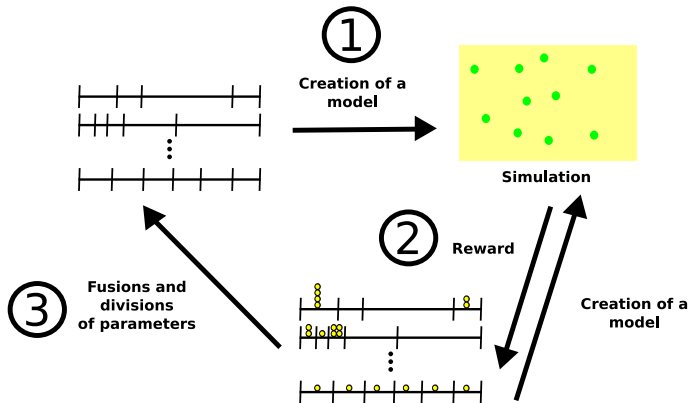 1
Creation of a
model
Simulation
2
Reward
3
Fusions and
divisions
of parameters
Creation of a
model